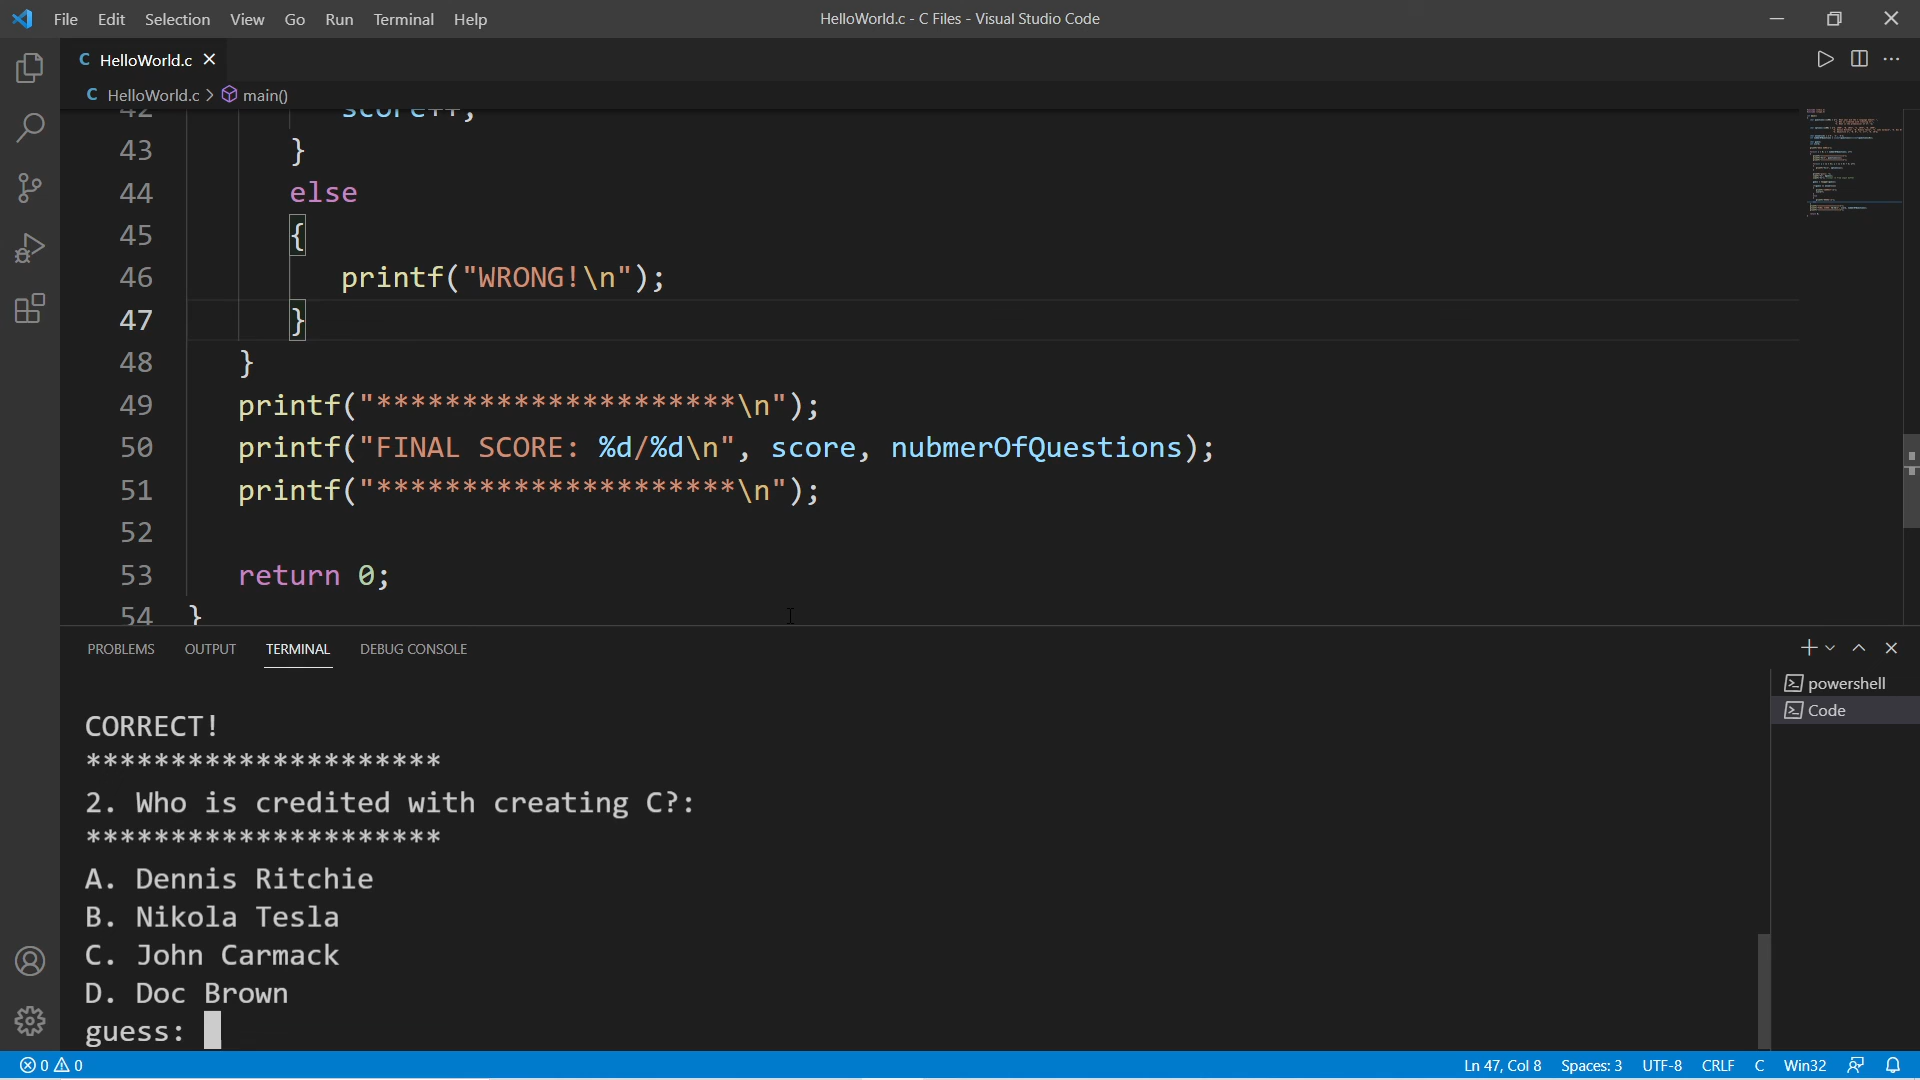 File Edit Selection View Go Run Terminal Help
HelloWorld.c - C Files - Visual Studio Code
C HelloWorld.c
C HelloWorld.c > main()
42 score++;
43 }
44 else
45 {
46 printf("WRONG!\n");
47 }
48 }
49 printf("*********************\n");
50 printf("FINAL SCORE: %d/%d\n", score, nubmerOfQuestions);
51 printf("*********************\n");
52
53 return 0;
54 }
PROBLEMS OUTPUT TERMINAL DEBUG CONSOLE
powershell
Code
CORRECT!
*********************
2. Who is credited with creating C?:
*********************
A. Dennis Ritchie
B. Nikola Tesla
C. John Carmack
D. Doc Brown
guess:
0 0 Ln 47, Col 8 Spaces: 3 UTF-8 CRLF C Win32